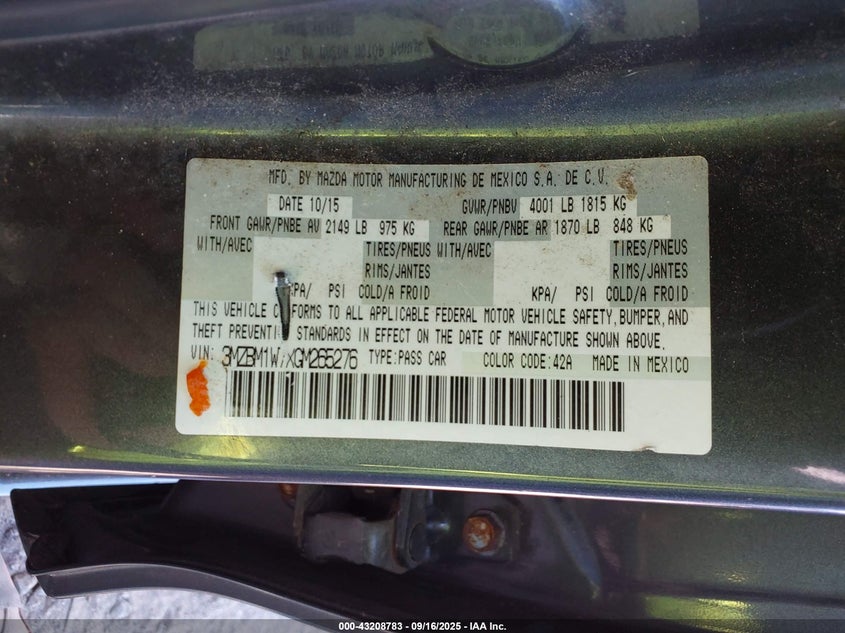 MFD. BY MAZDA MOTOR MANUFACTURING DE MEXICO S.A. DE C.V.
DATE 10/15 GVWR/PNBV 4001 LB 1815 KG
FRONT GAWR/PNBE AV 2149 LB 975 KG REAR GAWR/PNBE AR 1870 LB 848 KG
WITH/AVEC TIRES/PNEUS WITH/AVEC TIRES/PNEUS
RIMS/JANTES RIMS/JANTES
KPA/ PSI COLD/A FROID KPA/ PSI COLD/A FROID
THIS VEHICLE CONFORMS TO ALL APPLICABLE FEDERAL MOTOR VEHICLE SAFETY, BUMPER, AND
THEFT PREVENTION STANDARDS IN EFFECT ON THE DATE OF MANUFACTURE SHOWN ABOVE.
VIN: 3MZBM1W7XGM265276 TYPE:PASS CAR COLOR CODE:42A MADE IN MEXICO
000-43208783 - 09/16/2025 - IAA Inc.